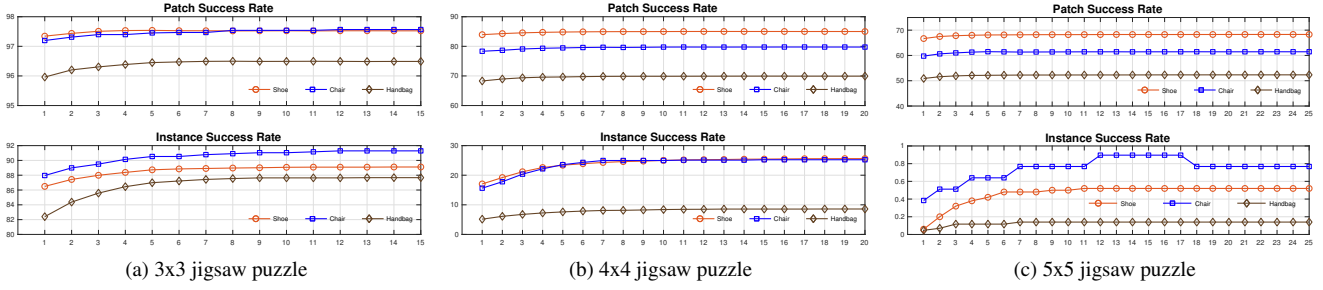 Patch Success Rate
98
97
96
95
1 2 3 4 5 6 7 8 9 10 11 12 13 14 15
Shoe Chair Handbag
Instance Success Rate
92
90
88
86
84
82
80
1 2 3 4 5 6 7 8 9 10 11 12 13 14 15
Shoe Chair Handbag
(a) 3x3 jigsaw puzzle
Patch Success Rate
90
80
70
60
1 2 3 4 5 6 7 8 9 10 11 12 13 14 15 16 17 18 19 20
Shoe Chair Handbag
Instance Success Rate
30
20
10
0
1 2 3 4 5 6 7 8 9 10 11 12 13 14 15 16 17 18 19 20
Shoe Chair Handbag
(b) 4x4 jigsaw puzzle
Patch Success Rate
70
60
50
40
1 2 3 4 5 6 7 8 9 10 11 12 13 14 15 16 17 18 19 20 21 22 23 24 25
Shoe Chair Handbag
Instance Success Rate
1
0.8
0.6
0.4
0.2
0
1 2 3 4 5 6 7 8 9 10 11 12 13 14 15 16 17 18 19 20 21 22 23 24 25
Shoe Chair Handbag
(c) 5x5 jigsaw puzzle